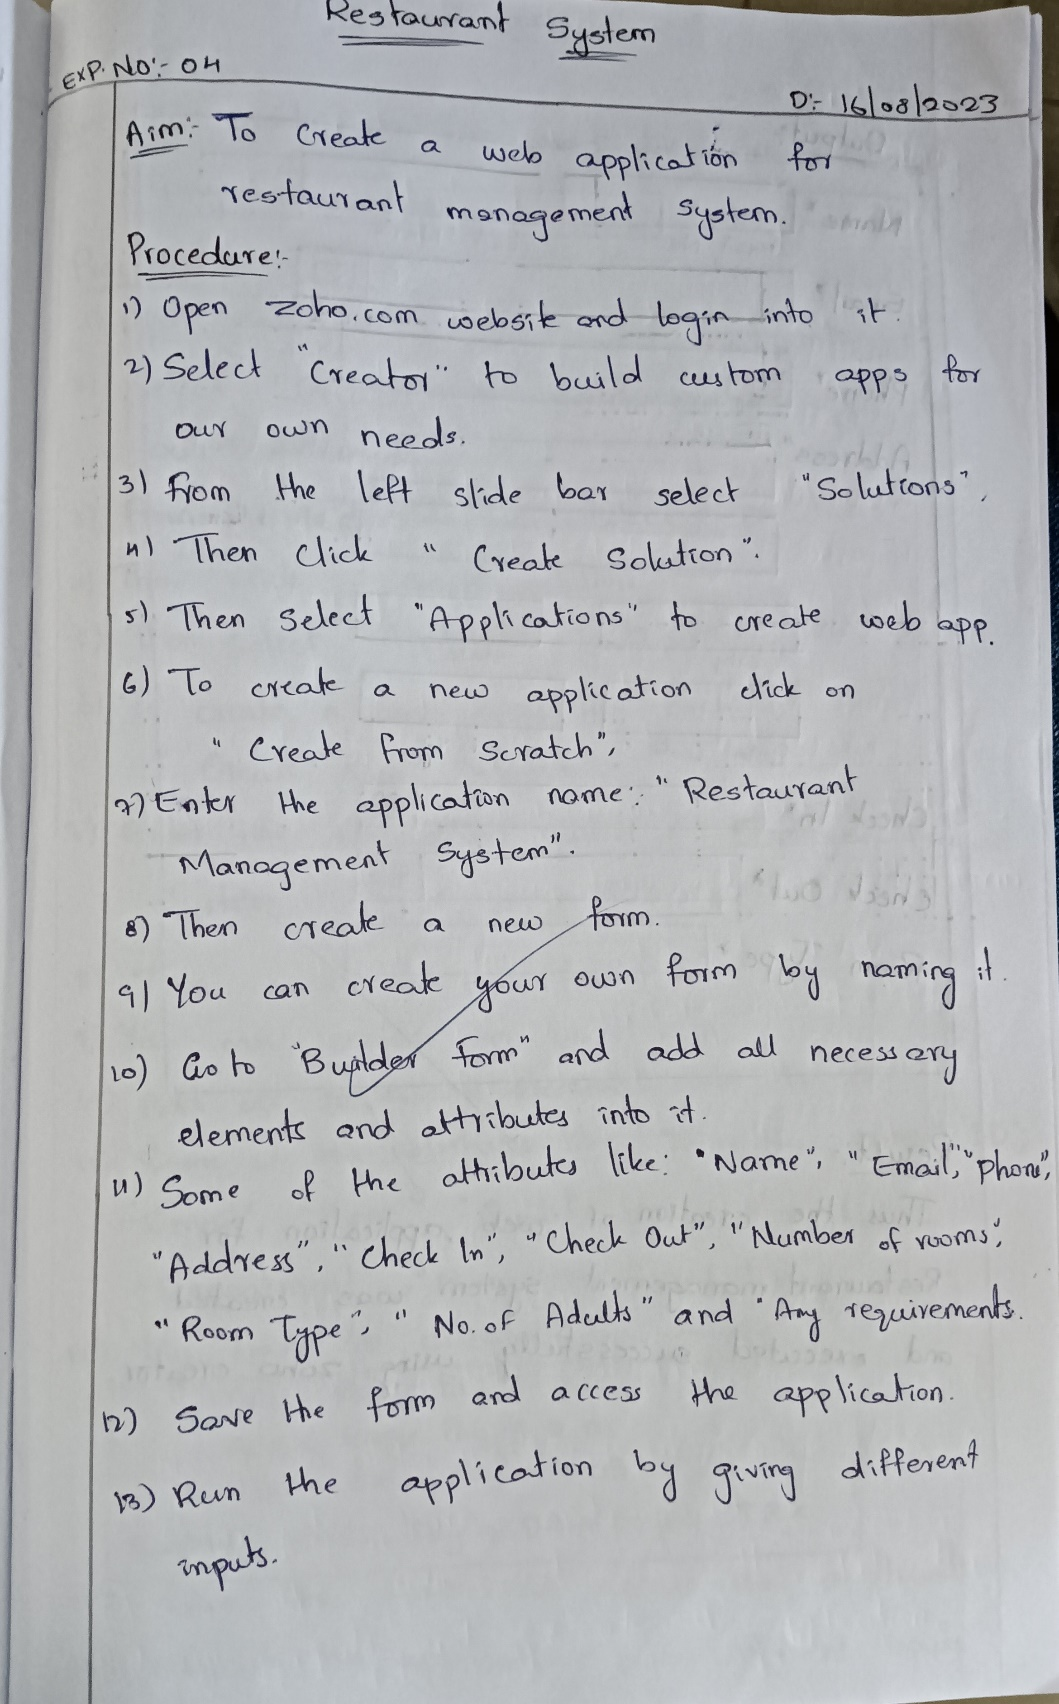 Restaurant System
EXP. NO:- 04
D:- 16/08/2023
Aim:- To Create a web application for
restaurant management system.
Procedure:-
1) Open zoho.com website and login into it.
2) Select "Creator" to build custom apps for
our own needs.
3) From the left slide bar select "Solutions",
4) Then Click "Create Solution".
5) Then Select "Applications" to create web app.
6) To create a new application click on
"Create from Scratch",
7) Enter the application name: "Restaurant
Management System".
8) Then create a new form.
9) You can create your own form by naming it.
10) Go to "Builder Form" and add all necessary
elements and attributes into it.
11) Some of the attributes like: "Name", "Email", "phone",
"Address", "Check In", "Check Out", "Number of rooms",
"Room Type", "No. of Adults" and "Any requirements.
12) Save the form and access the application.
13) Run the application by giving different
inputs.